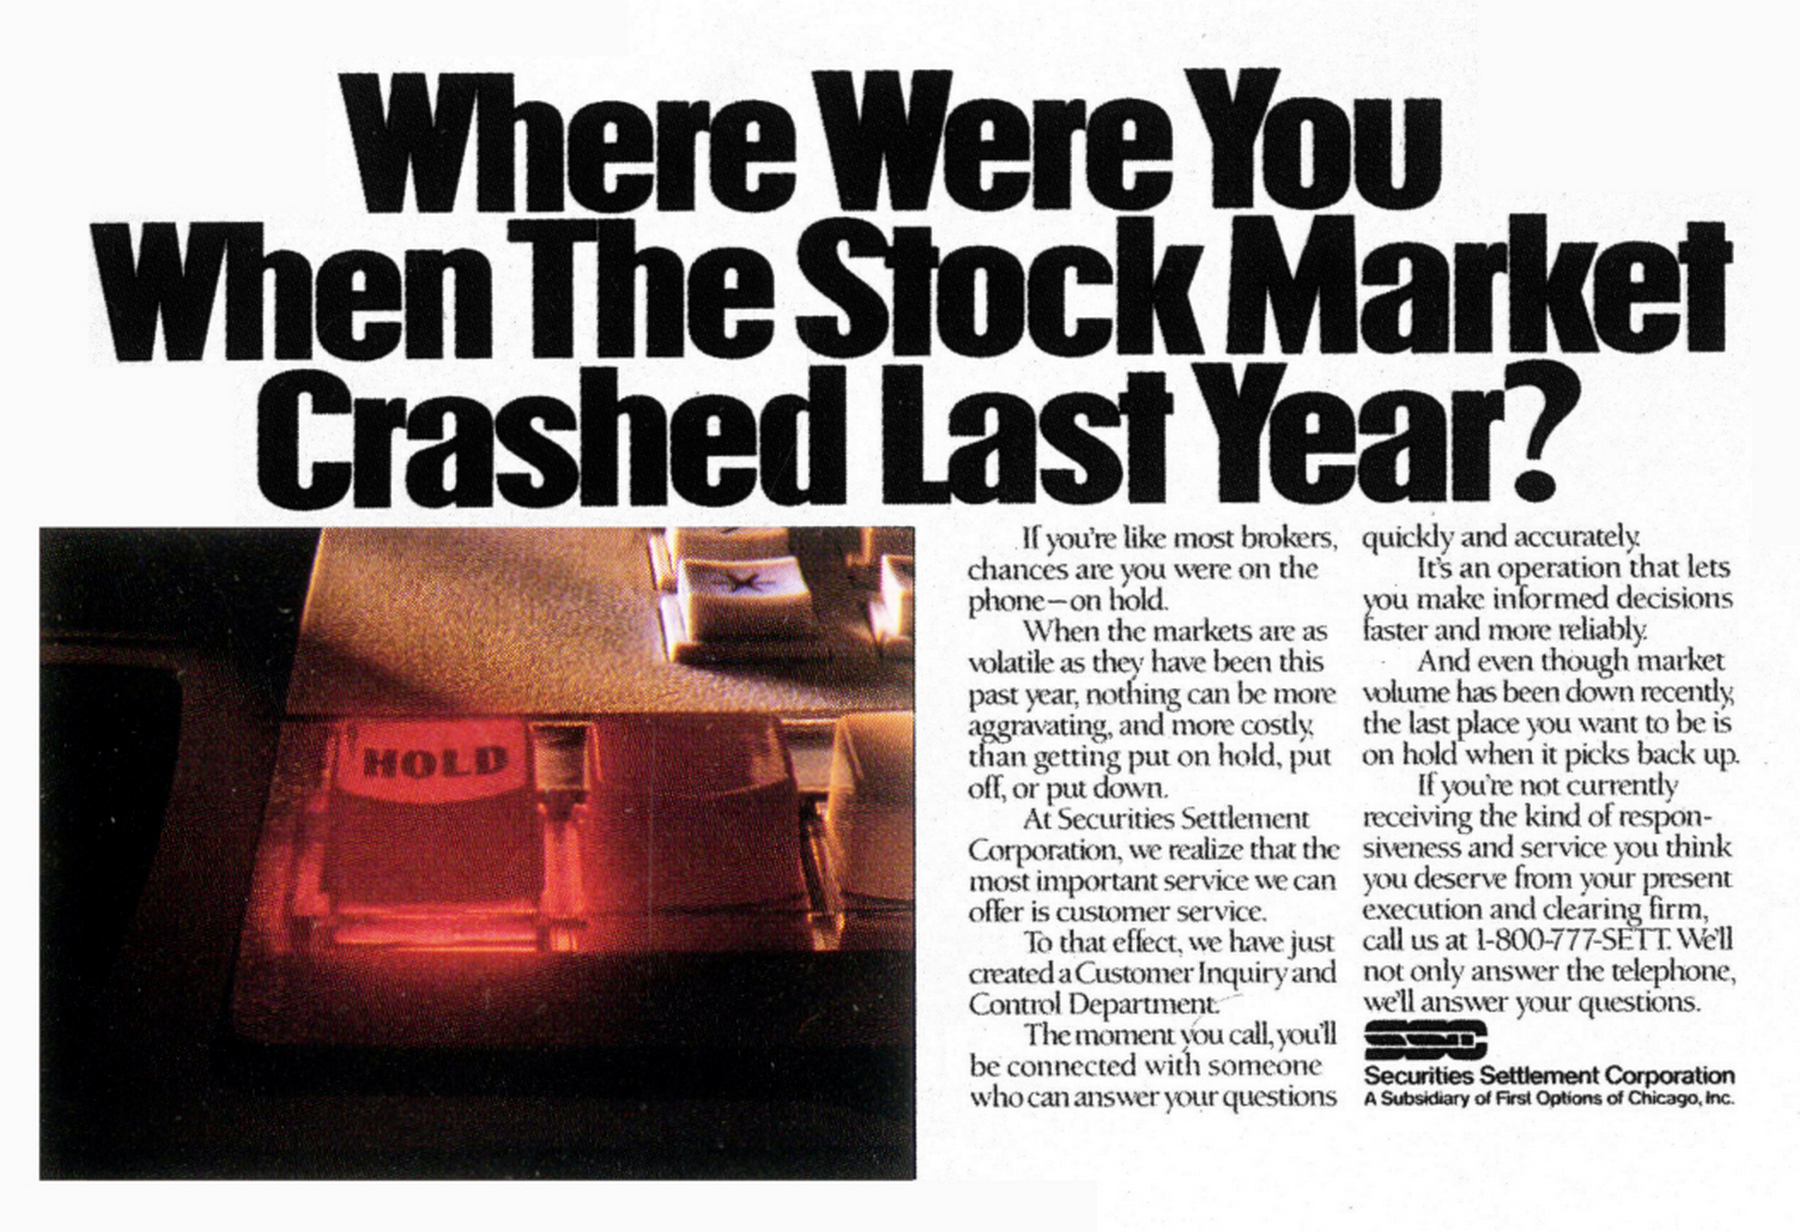 Where Were You
When The Stock Market
Crashed Last Year?
HOLD
If you're like most brokers,
chances are you were on the
phone—on hold.
When the markets are as
volatile as they have been this
past year, nothing can be more
aggravating, and more costly,
than getting put on hold, put
off, or put down.
At Securities Settlement
Corporation, we realize that the
most important service we can
offer is customer service.
To that effect, we have just
created a Customer Inquiry and
Control Department.
The moment you call, you'll
be connected with someone
who can answer your questions
quickly and accurately.
It's an operation that lets
you make informed decisions
faster and more reliably.
And even though market
volume has been down recently,
the last place you want to be is
on hold when it picks back up.
If you're not currently
receiving the kind of respon-
siveness and service you think
you deserve from your present
execution and clearing firm,
call us at 1-800-777-SETT. We'll
not only answer the telephone,
we'll answer your questions.
SSC
Securities Settlement Corporation
A Subsidiary of First Options of Chicago, Inc.